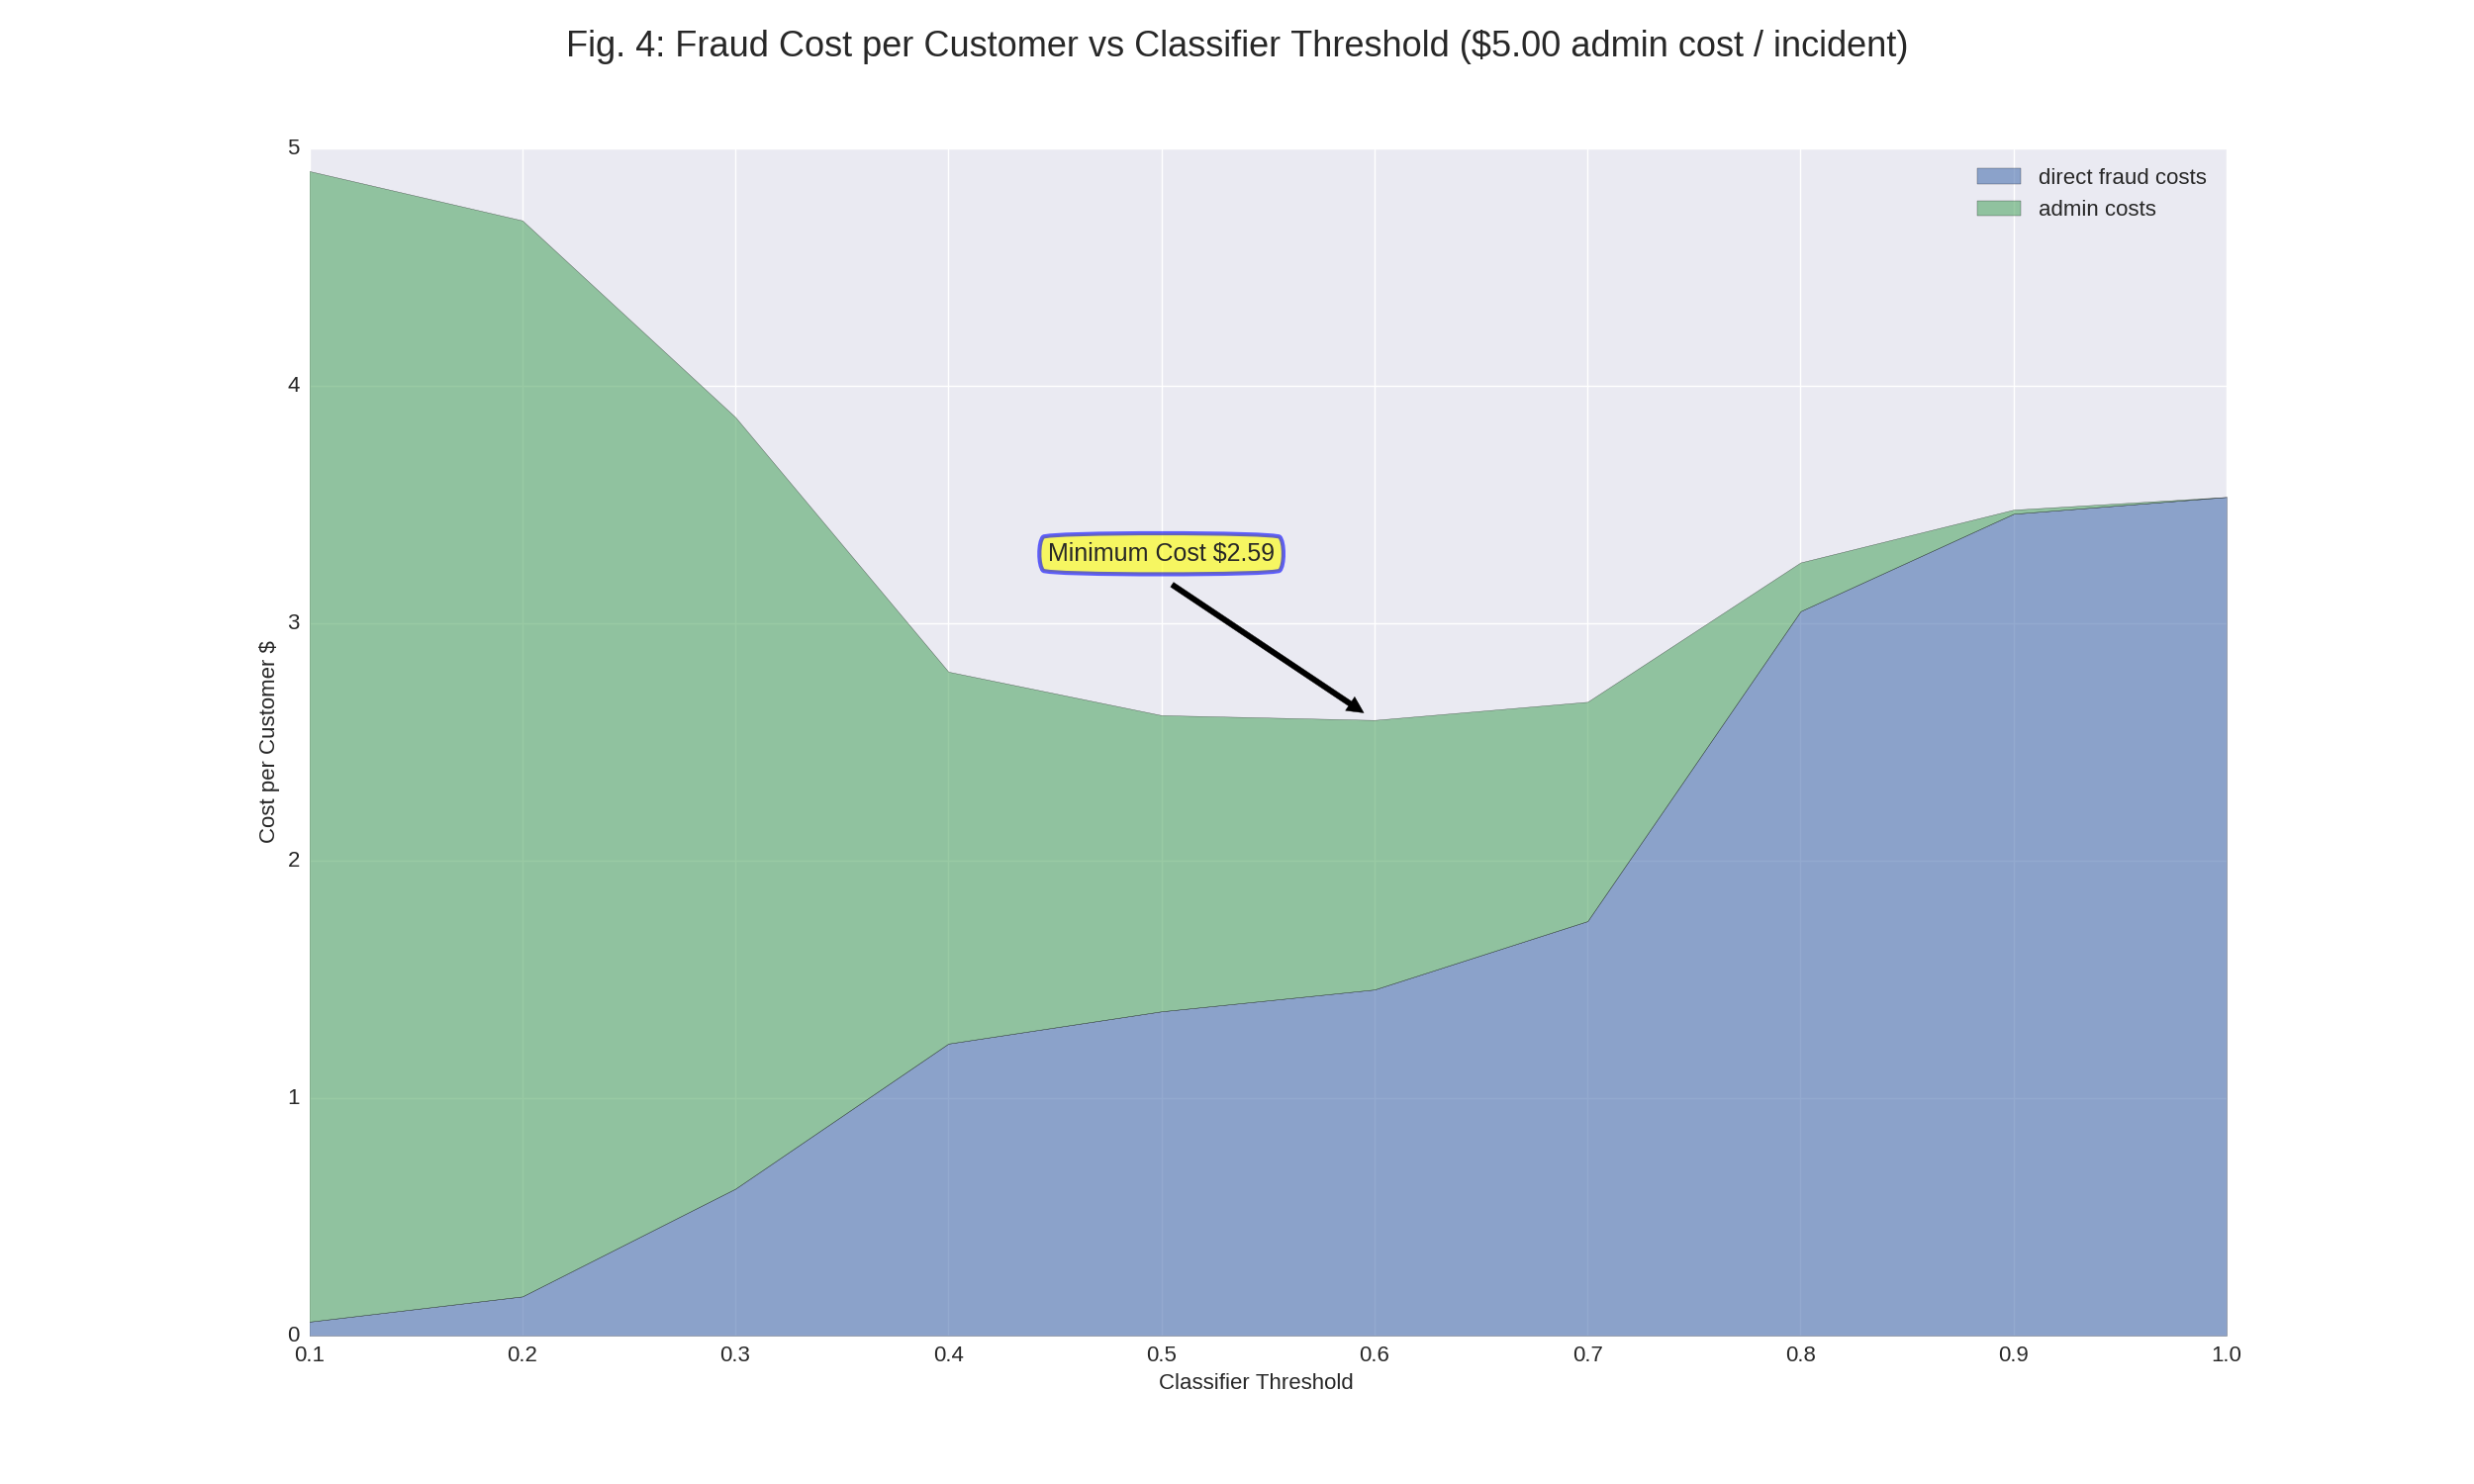 Fig. 4: Fraud Cost per Customer vs Classifier Threshold ($5.00 admin cost / incident)
5
4
3
2
1
0
Cost per Customer $
direct fraud costs
admin costs
Minimum Cost $2.59
0.1 0.2 0.3 0.4 0.5 0.6 0.7 0.8 0.9 1.0
Classifier Threshold